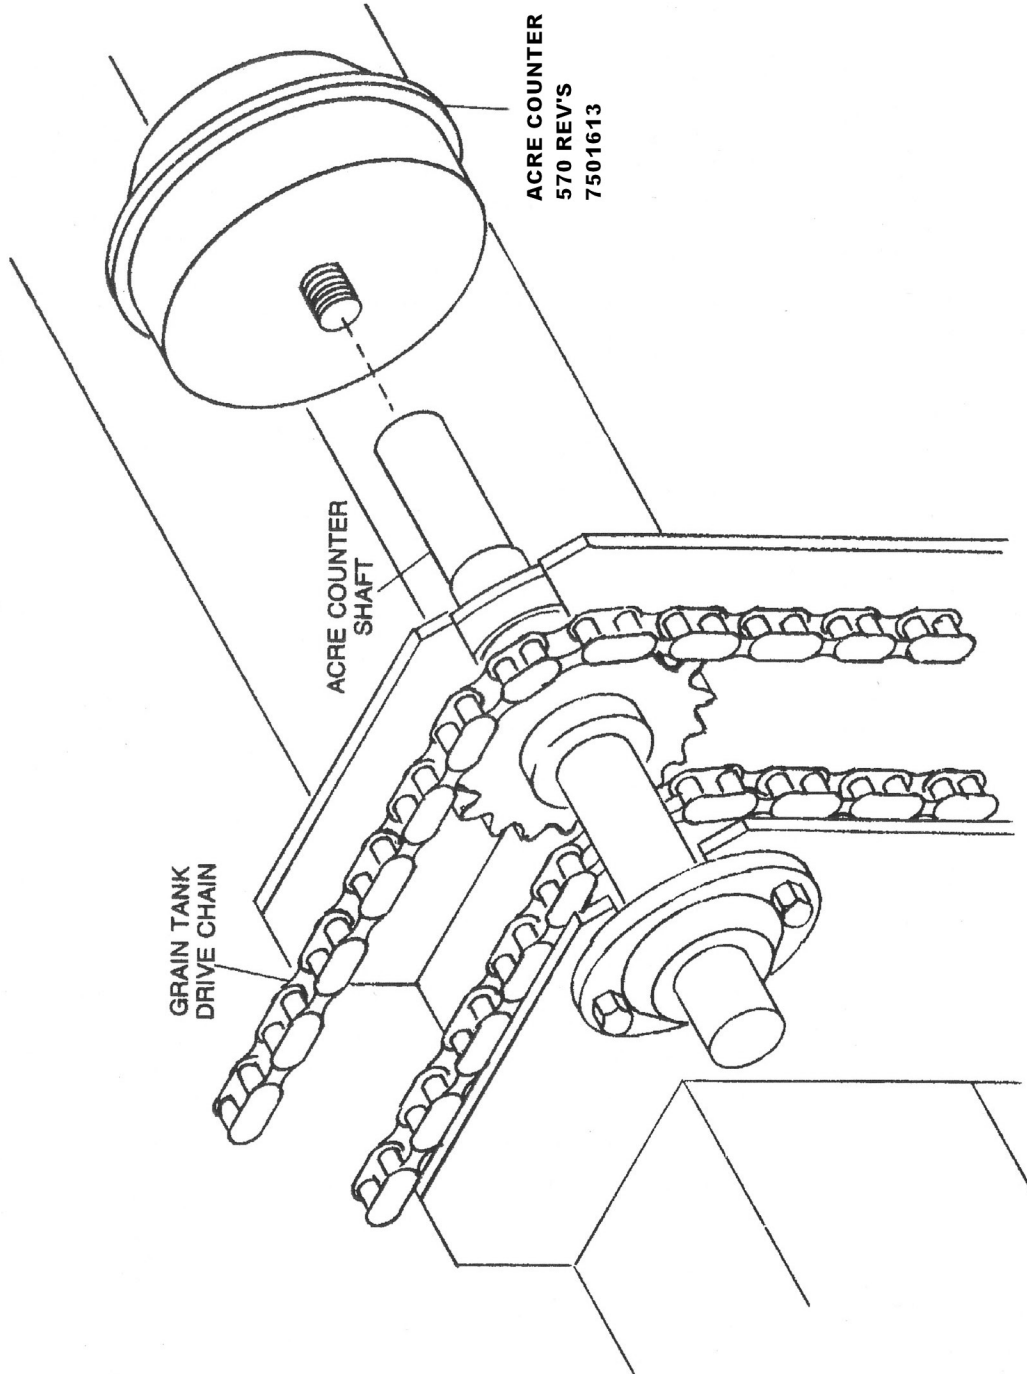 ACRE COUNTER
570 REV'S
7501613
ACRE COUNTER
SHAFT
GRAIN TANK
DRIVE CHAIN